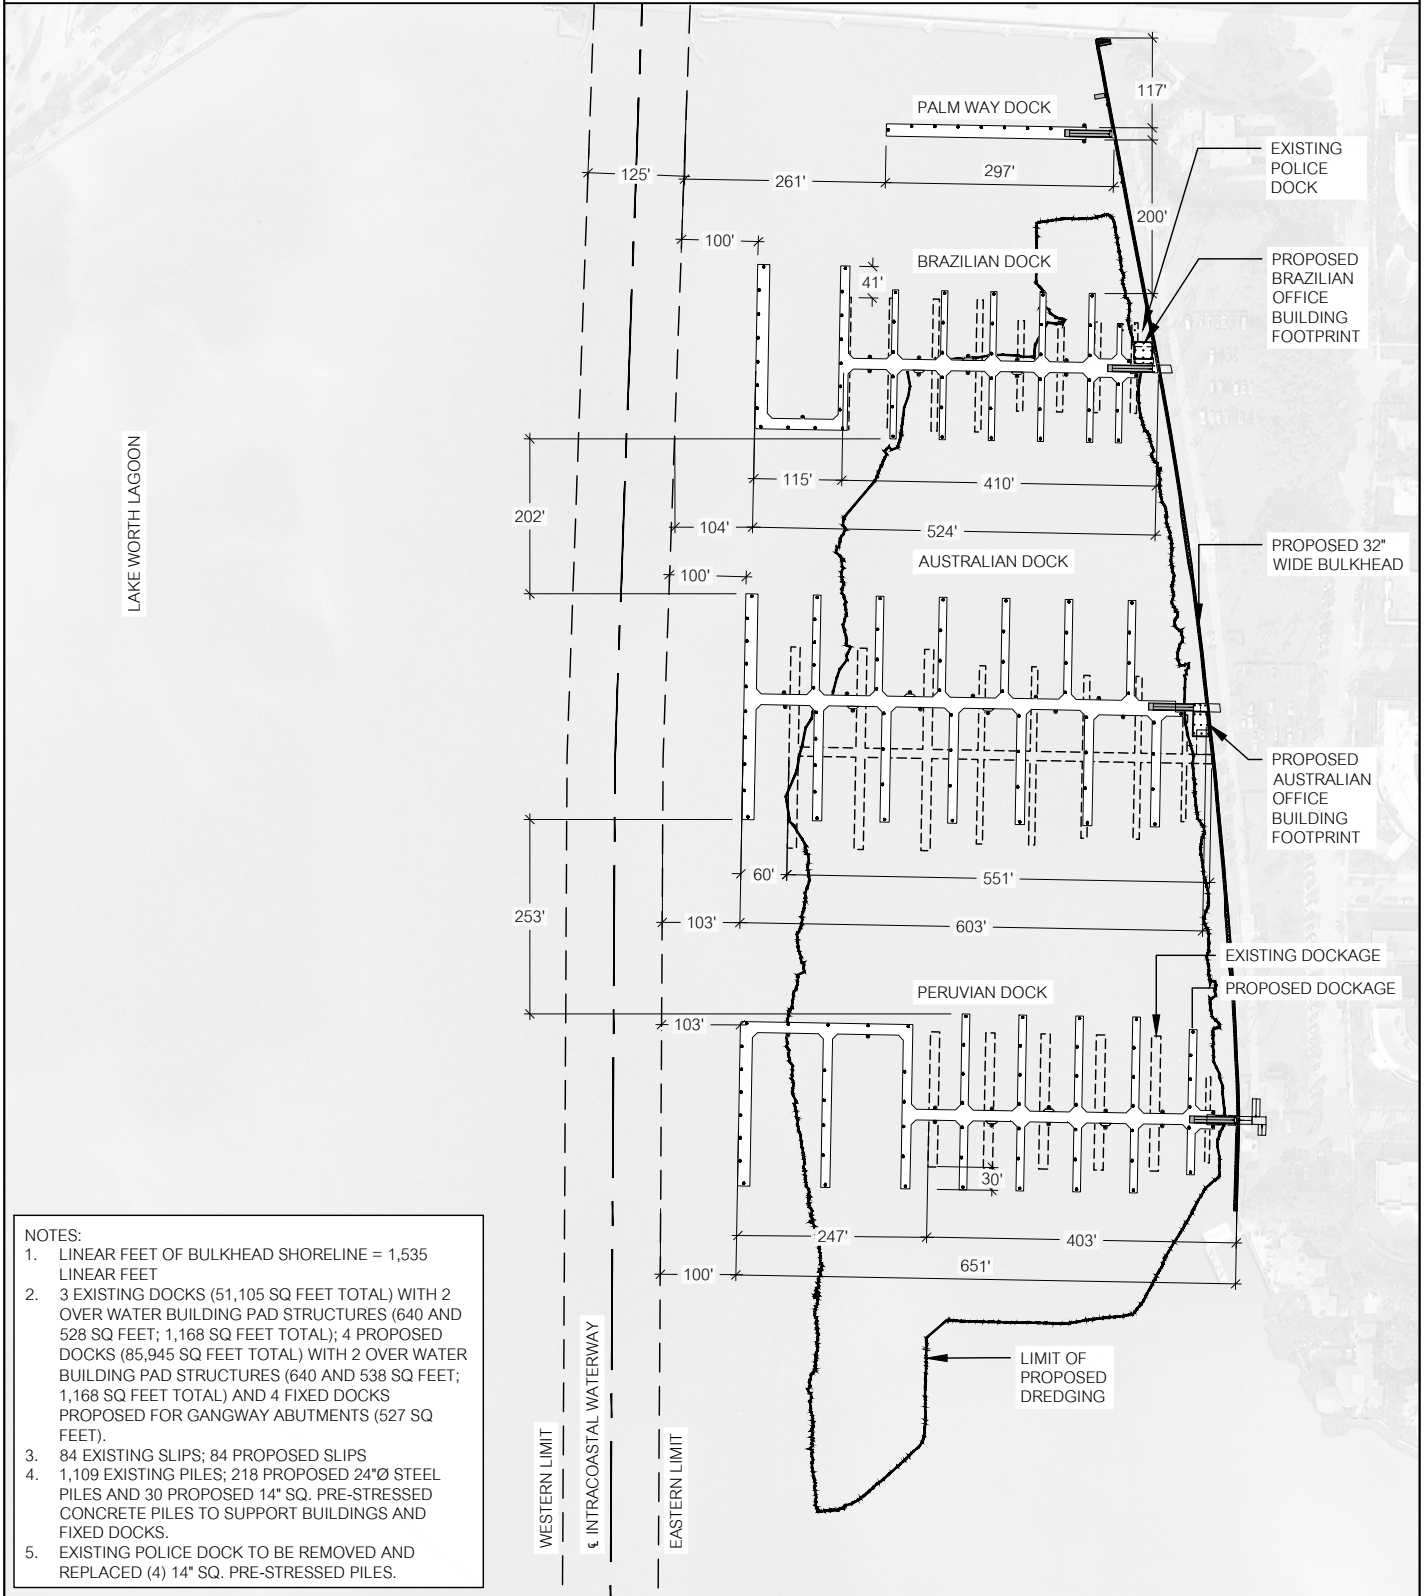 117'
PALM WAY DOCK
EXISTING
POLICE
DOCK
125'
261'
297'
200'
100'
BRAZILIAN DOCK
41'
PROPOSED
BRAZILIAN
OFFICE
BUILDING
FOOTPRINT
LAKE WORTH LAGOON
115'
410'
202'
104'
524'
PROPOSED 32"
WIDE BULKHEAD
AUSTRALIAN DOCK
100'
PROPOSED
AUSTRALIAN
OFFICE
BUILDING
FOOTPRINT
60'
551'
253'
103'
603'
EXISTING DOCKAGE
PROPOSED DOCKAGE
PERUVIAN DOCK
103'
30'
247'
403'
100'
651'
LIMIT OF
PROPOSED
DREDGING
WESTERN LIMIT
℄ INTRACOASTAL WATERWAY
EASTERN LIMIT
NOTES:
1. LINEAR FEET OF BULKHEAD SHORELINE = 1,535
LINEAR FEET
2. 3 EXISTING DOCKS (51,105 SQ FEET TOTAL) WITH 2
OVER WATER BUILDING PAD STRUCTURES (640 AND
528 SQ FEET; 1,168 SQ FEET TOTAL); 4 PROPOSED
DOCKS (85,945 SQ FEET TOTAL) WITH 2 OVER WATER
BUILDING PAD STRUCTURES (640 AND 538 SQ FEET;
1,168 SQ FEET TOTAL) AND 4 FIXED DOCKS
PROPOSED FOR GANGWAY ABUTMENTS (527 SQ
FEET).
3. 84 EXISTING SLIPS; 84 PROPOSED SLIPS
4. 1,109 EXISTING PILES; 218 PROPOSED 24"Ø STEEL
PILES AND 30 PROPOSED 14" SQ. PRE-STRESSED
CONCRETE PILES TO SUPPORT BUILDINGS AND
FIXED DOCKS.
5. EXISTING POLICE DOCK TO BE REMOVED AND
REPLACED (4) 14" SQ. PRE-STRESSED PILES.